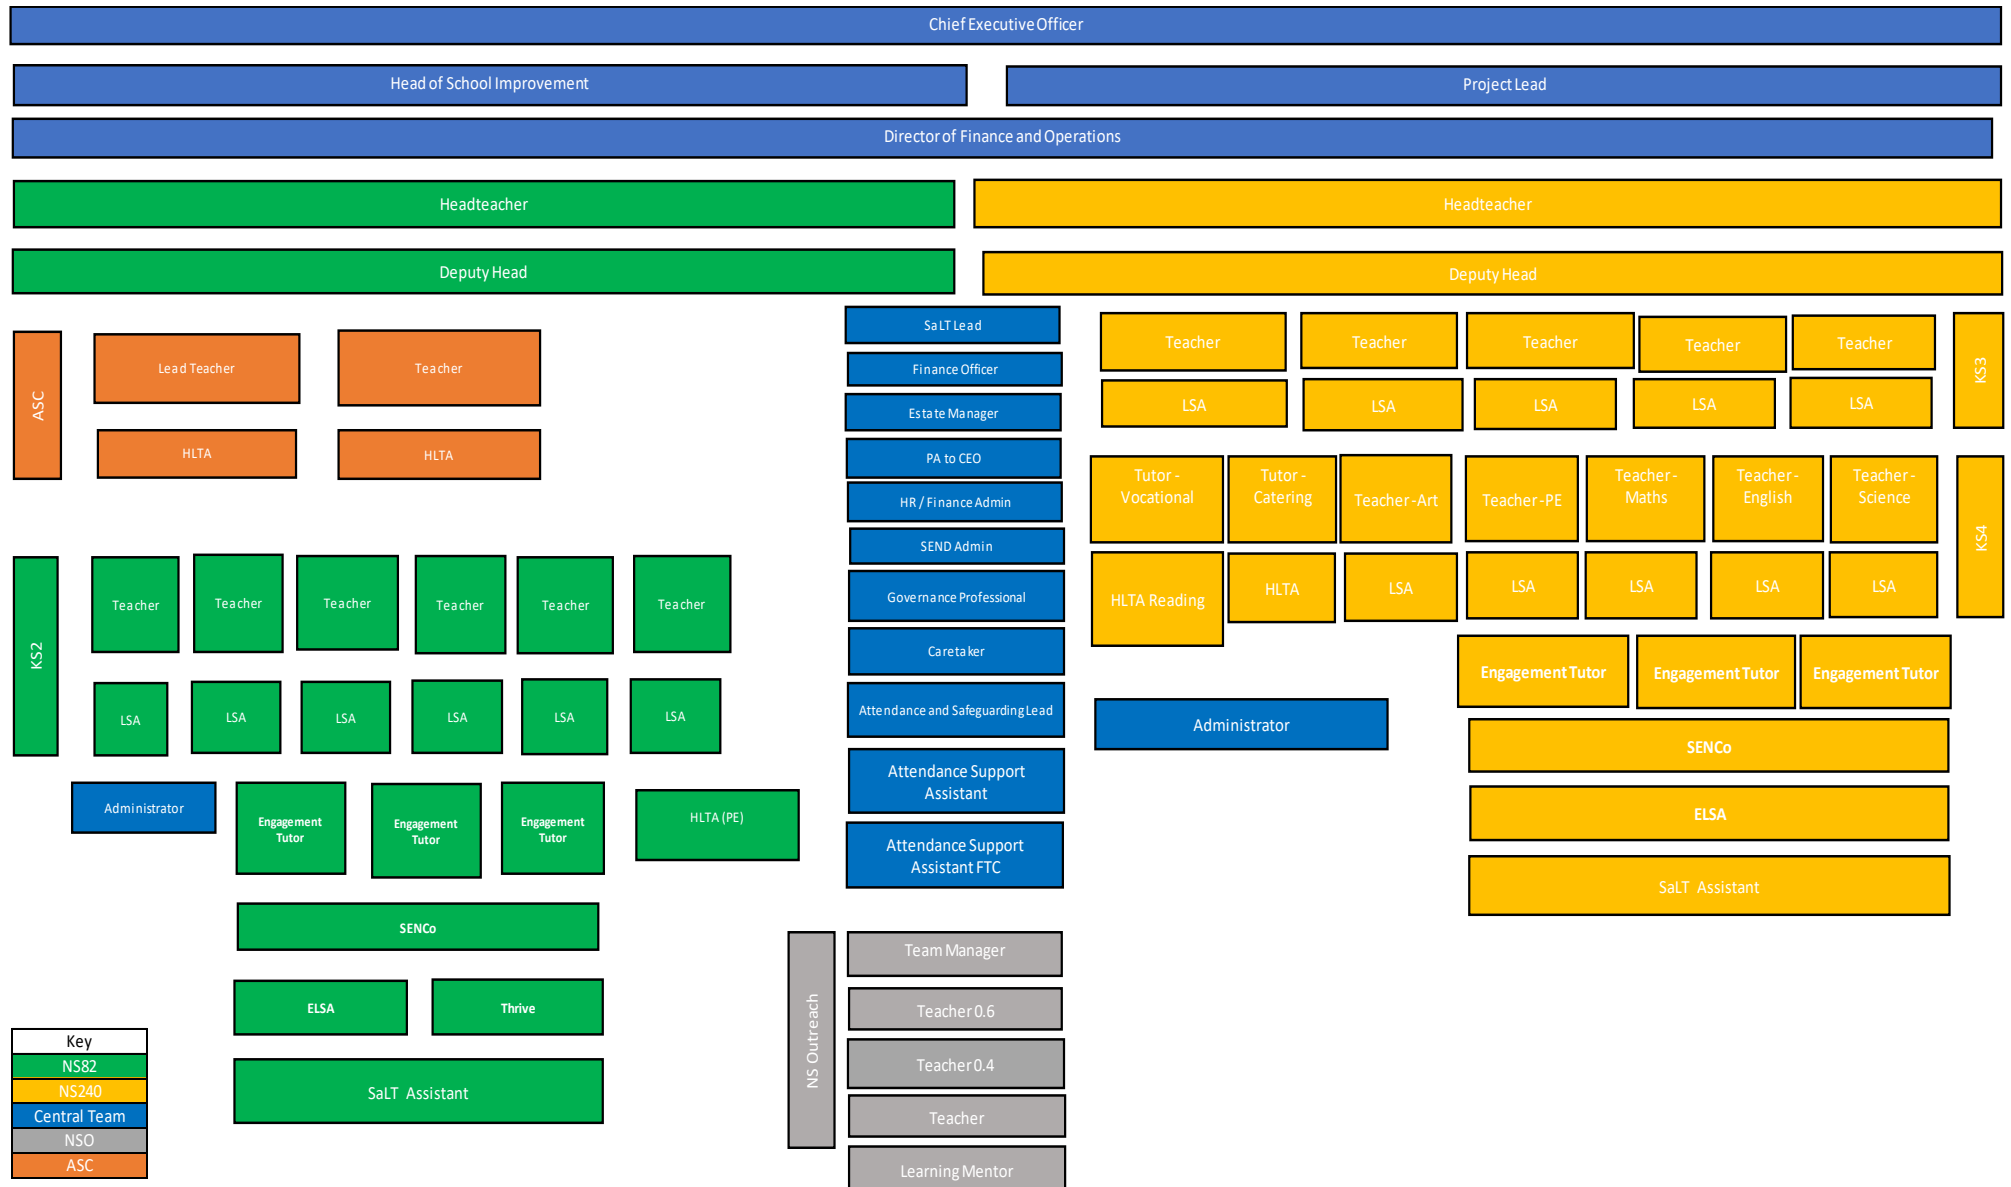 Chief Executive Officer
Head of School Improvement
Project Lead
Director of Finance and Operations
Headteacher
Headteacher
Deputy Head
Deputy Head
ASC
Lead Teacher
Teacher
HLTA
HLTA
KS2
Teacher
Teacher
Teacher
Teacher
Teacher
Teacher
LSA
LSA
LSA
LSA
LSA
LSA
Administrator
Engagement
Tutor
Engagement
Tutor
Engagement
Tutor
HLTA (PE)
SENCo
ELSA
Thrive
SaLT Assistant
Key
NS82
NS240
Central Team
NSO
ASC
SaLT Lead
Finance Officer
Estate Manager
PA to CEO
HR / Finance Admin
SEND Admin
Governance Professional
Caretaker
Attendance and Safeguarding Lead
Attendance Support
Assistant
Attendance Support
Assistant FTC
NS Outreach
Team Manager
Teacher 0.6
Teacher 0.4
Teacher
Learning Mentor
Teacher
Teacher
Teacher
Teacher
Teacher
KS3
LSA
LSA
LSA
LSA
LSA
Tutor -
Vocational
Tutor -
Catering
Teacher -Art
Teacher -PE
Teacher -
Maths
Teacher -
English
Teacher -
Science
KS4
HLTA Reading
HLTA
LSA
LSA
LSA
LSA
LSA
Engagement Tutor
Engagement Tutor
Engagement Tutor
Administrator
SENCo
ELSA
SaLT Assistant